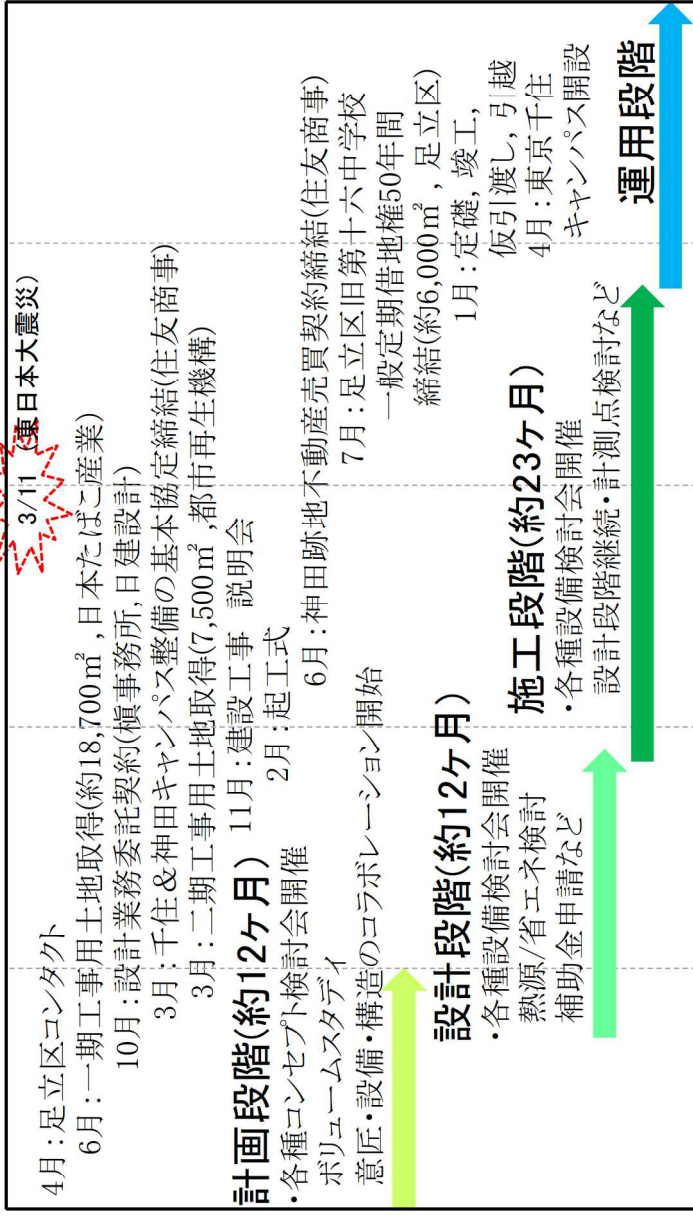 3/11 (東日本大震災)
4月：足立区コンタクト
6月：一期工事用土地取得(約18,700㎡,日本たばこ産業)
10月：設計業務委託契約(槇事務所,日建設計)
3月：千住&神田キャンパス整備の基本協定締結(住友商事)
3月：二期工事用土地取得(7,500㎡,都市再生機構)
11月：建設工事　説明会
2月：起工式
6月：神田跡地不動産売買契約締結(住友商事)
7月：足立区旧第十六中学校
一般定期借地権50年間
締結(約6,000㎡, 足立区)
1月：定礎, 竣工,
仮引渡し, 引越
4月：東京千住
キャンパス開設
計画段階(約12ヶ月)
・各種コンセプト検討会開催
ボリュームスタディ
意匠・設備・構造のコラボレーション開始
設計段階(約12ヶ月)
・各種設備検討会開催
熱源/省エネ検討
補助金申請など
施工段階(約23ヶ月)
・各種設備検討会開催
設計段階継続・計測点検討など
運用段階